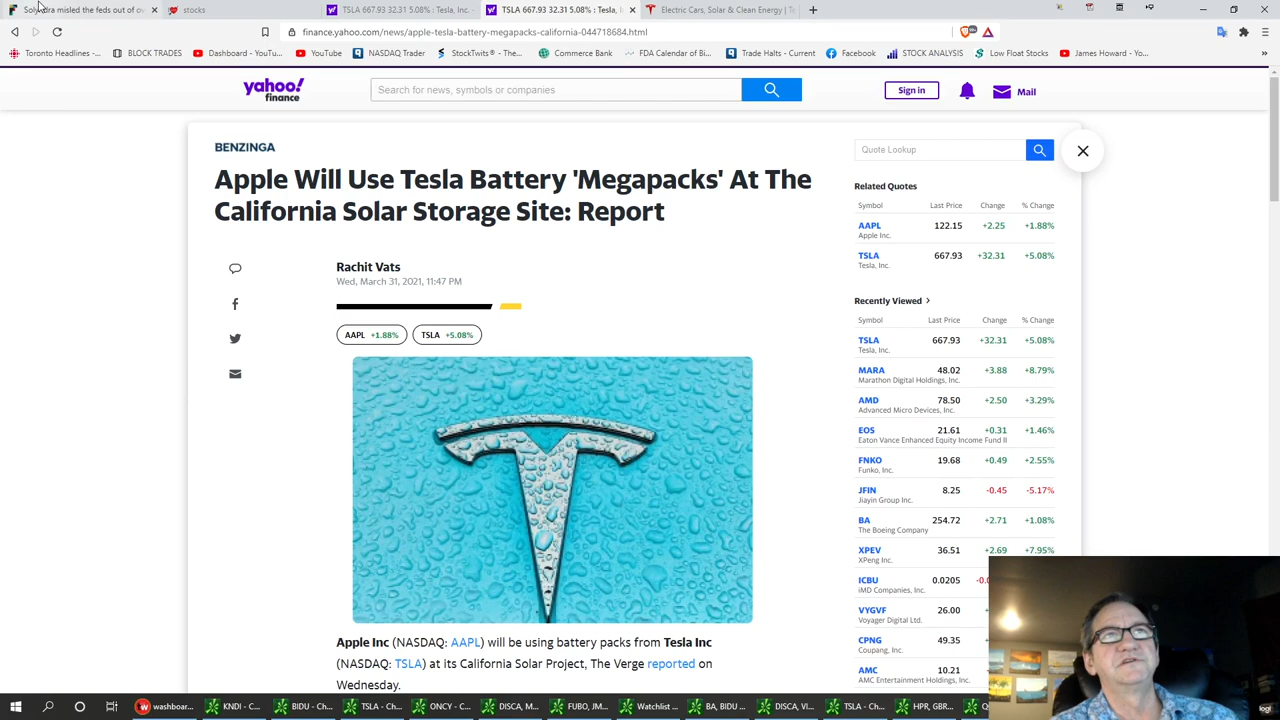 Solyndra misled the feds out of ov
stocks
TSLA 667.93 32.31 5.08% : Tesla, Inc.
TSLA 667.93 32.31 5.08% : Tesla, I
Electric Cars, Solar & Clean Energy | T
finance.yahoo.com/news/apple-tesla-battery-megapacks-california-044718684.html
Toronto Headlines-...
BLOCK TRADES
Dashboard - YouTu...
YouTube
NASDAQ Trader
StockTwits® - The...
Commerce Bank
FDA Calendar of Bi...
Trade Halts - Current
Facebook
STOCK ANALYSIS
Low Float Stocks
James Howard - Yo...
yahoo!
finance
Search for news, symbols or companies
Sign in
Mail
BENZINGA
Apple Will Use Tesla Battery 'Megapacks' At The
California Solar Storage Site: Report
Rachit Vats
Wed, March 31, 2021, 11:47 PM
AAPL +1.88%
TSLA +5.08%
Apple Inc (NASDAQ: AAPL) will be using battery packs from Tesla Inc
(NASDAQ: TSLA) at its California Solar Project, The Verge reported on
Wednesday.
Quote Lookup
Related Quotes
Symbol Last Price Change % Change
AAPL 122.15 +2.25 +1.88%
Apple Inc.
TSLA 667.93 +32.31 +5.08%
Tesla, Inc.
Recently Viewed
Symbol Last Price Change % Change
TSLA 667.93 +32.31 +5.08%
Tesla, Inc.
MARA 48.02 +3.88 +8.79%
Marathon Digital Holdings, Inc.
AMD 78.50 +2.50 +3.29%
Advanced Micro Devices, Inc.
EOS 21.61 +0.31 +1.46%
Eaton Vance Enhanced Equity Income Fund II
FNKO 19.68 +0.49 +2.55%
Funko, Inc.
JFIN 8.25 -0.45 -5.17%
Jiayin Group Inc.
BA 254.72 +2.71 +1.08%
The Boeing Company
XPEV 36.51 +2.69 +7.95%
XPeng Inc.
ICBU 0.0205 -0.0
iMD Companies, Inc.
VYGVF 26.00
Voyager Digital Ltd.
CPNG 49.35
Coupang, Inc.
AMC 10.21
AMC Entertainment Holdings, Inc.
washboar...
KNDI - C...
BIDU - Ch...
TSLA - Ch...
ONCY - C...
DISCA, M...
FUBO, JM...
Watchlist ...
BA, BIDU ...
DISCA, VI...
TSLA - Ch...
HPR, GBR...
logi